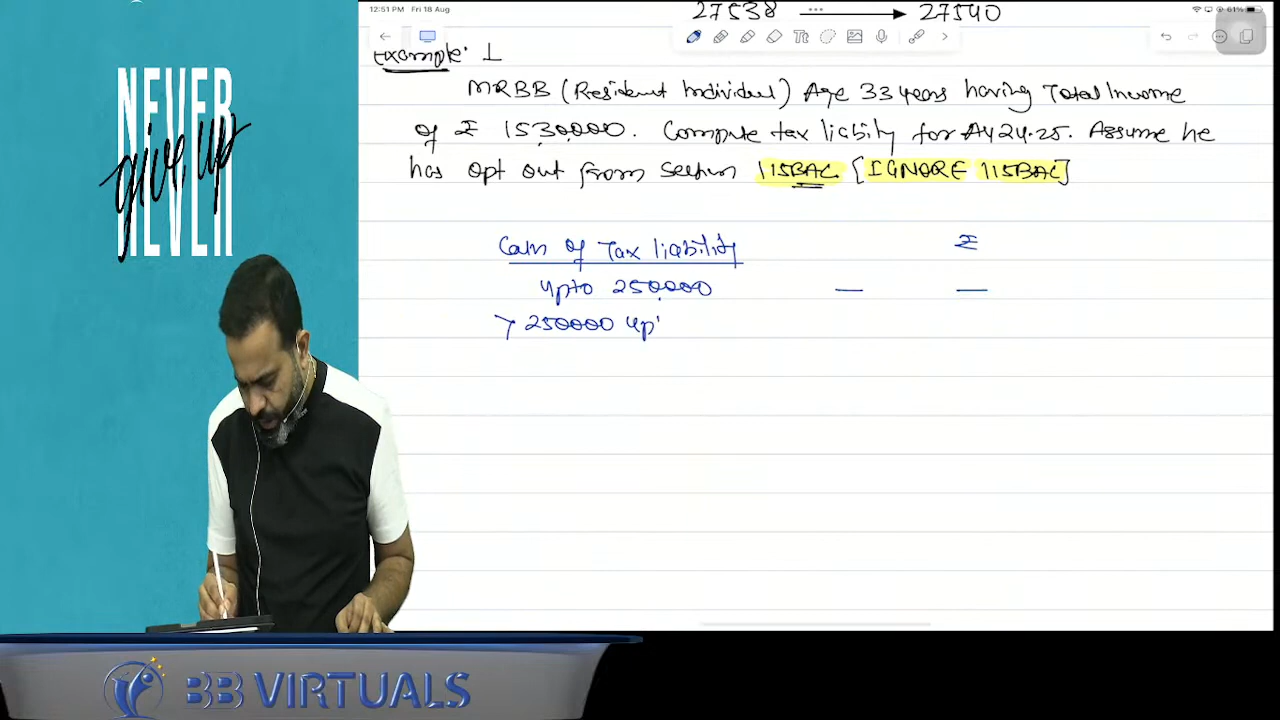 12:51 PM Fri 18 Aug
61%
27538 → 27540
Example: 1
MR BB (Resident Individual) Age 33 years having Total Income
of ₹ 1530000. Compute tax liability for AY 24-25. Assume he
has opt out from section 115BAC [IGNORE 115BAC]
Caln of Tax liability ₹
upto 250000 — —
> 250000 up
NEVER
give up
NEVER
BB VIRTUALS